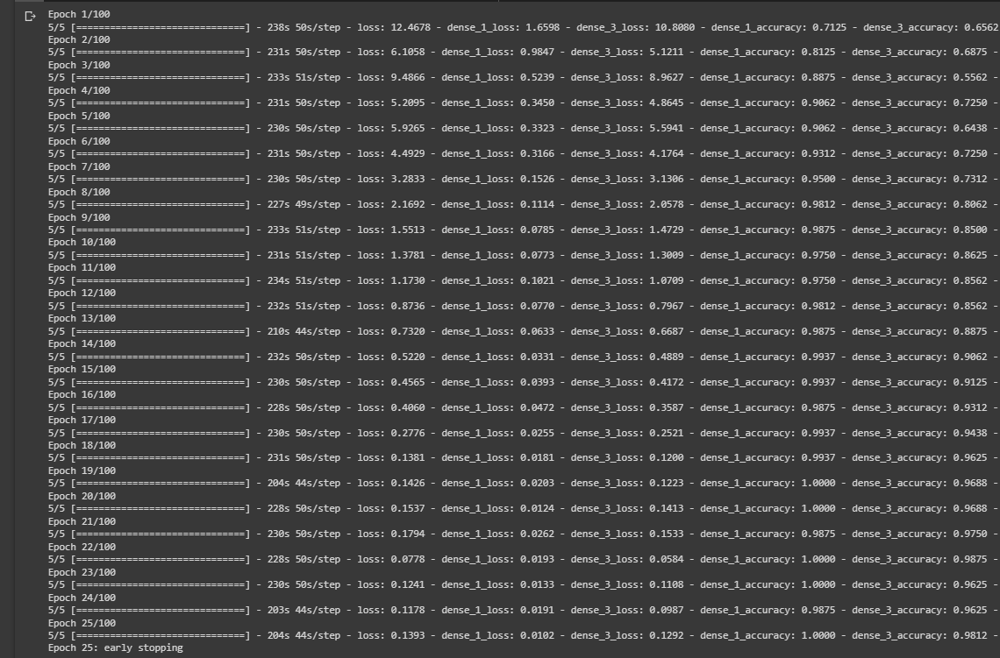 Epoch 1/100
5/5 [==============================] - 238s 50s/step - loss: 12.4678 - dense_1_loss: 1.6598 - dense_3_loss: 10.8080 - dense_1_accuracy: 0.7125 - dense_3_accuracy: 0.6562
Epoch 2/100
5/5 [==============================] - 231s 50s/step - loss: 6.1058 - dense_1_loss: 0.9847 - dense_3_loss: 5.1211 - dense_1_accuracy: 0.8125 - dense_3_accuracy: 0.6875 -
Epoch 3/100
5/5 [==============================] - 233s 51s/step - loss: 9.4866 - dense_1_loss: 0.5239 - dense_3_loss: 8.9627 - dense_1_accuracy: 0.8875 - dense_3_accuracy: 0.5562 -
Epoch 4/100
5/5 [==============================] - 231s 50s/step - loss: 5.2095 - dense_1_loss: 0.3450 - dense_3_loss: 4.8645 - dense_1_accuracy: 0.9062 - dense_3_accuracy: 0.7250 -
Epoch 5/100
5/5 [==============================] - 230s 50s/step - loss: 5.9265 - dense_1_loss: 0.3323 - dense_3_loss: 5.5941 - dense_1_accuracy: 0.9062 - dense_3_accuracy: 0.6438 -
Epoch 6/100
5/5 [==============================] - 231s 50s/step - loss: 4.4929 - dense_1_loss: 0.3166 - dense_3_loss: 4.1764 - dense_1_accuracy: 0.9312 - dense_3_accuracy: 0.7250 -
Epoch 7/100
5/5 [==============================] - 230s 50s/step - loss: 3.2833 - dense_1_loss: 0.1526 - dense_3_loss: 3.1306 - dense_1_accuracy: 0.9500 - dense_3_accuracy: 0.7312 -
Epoch 8/100
5/5 [==============================] - 227s 49s/step - loss: 2.1692 - dense_1_loss: 0.1114 - dense_3_loss: 2.0578 - dense_1_accuracy: 0.9812 - dense_3_accuracy: 0.8062 -
Epoch 9/100
5/5 [==============================] - 233s 51s/step - loss: 1.5513 - dense_1_loss: 0.0785 - dense_3_loss: 1.4729 - dense_1_accuracy: 0.9875 - dense_3_accuracy: 0.8500 -
Epoch 10/100
5/5 [==============================] - 231s 51s/step - loss: 1.3781 - dense_1_loss: 0.0773 - dense_3_loss: 1.3009 - dense_1_accuracy: 0.9750 - dense_3_accuracy: 0.8625 -
Epoch 11/100
5/5 [==============================] - 234s 51s/step - loss: 1.1730 - dense_1_loss: 0.1021 - dense_3_loss: 1.0709 - dense_1_accuracy: 0.9750 - dense_3_accuracy: 0.8562 -
Epoch 12/100
5/5 [==============================] - 232s 51s/step - loss: 0.8736 - dense_1_loss: 0.0770 - dense_3_loss: 0.7967 - dense_1_accuracy: 0.9812 - dense_3_accuracy: 0.8562 -
Epoch 13/100
5/5 [==============================] - 210s 44s/step - loss: 0.7320 - dense_1_loss: 0.0633 - dense_3_loss: 0.6687 - dense_1_accuracy: 0.9875 - dense_3_accuracy: 0.8875 -
Epoch 14/100
5/5 [==============================] - 232s 50s/step - loss: 0.5220 - dense_1_loss: 0.0331 - dense_3_loss: 0.4889 - dense_1_accuracy: 0.9937 - dense_3_accuracy: 0.9062 -
Epoch 15/100
5/5 [==============================] - 230s 50s/step - loss: 0.4565 - dense_1_loss: 0.0393 - dense_3_loss: 0.4172 - dense_1_accuracy: 0.9937 - dense_3_accuracy: 0.9125 -
Epoch 16/100
5/5 [==============================] - 228s 50s/step - loss: 0.4060 - dense_1_loss: 0.0472 - dense_3_loss: 0.3587 - dense_1_accuracy: 0.9875 - dense_3_accuracy: 0.9312 -
Epoch 17/100
5/5 [==============================] - 230s 50s/step - loss: 0.2776 - dense_1_loss: 0.0255 - dense_3_loss: 0.2521 - dense_1_accuracy: 0.9937 - dense_3_accuracy: 0.9438 -
Epoch 18/100
5/5 [==============================] - 231s 50s/step - loss: 0.1381 - dense_1_loss: 0.0181 - dense_3_loss: 0.1200 - dense_1_accuracy: 0.9937 - dense_3_accuracy: 0.9625 -
Epoch 19/100
5/5 [==============================] - 204s 44s/step - loss: 0.1426 - dense_1_loss: 0.0203 - dense_3_loss: 0.1223 - dense_1_accuracy: 1.0000 - dense_3_accuracy: 0.9688 -
Epoch 20/100
5/5 [==============================] - 228s 50s/step - loss: 0.1537 - dense_1_loss: 0.0124 - dense_3_loss: 0.1413 - dense_1_accuracy: 1.0000 - dense_3_accuracy: 0.9688 -
Epoch 21/100
5/5 [==============================] - 230s 50s/step - loss: 0.1794 - dense_1_loss: 0.0262 - dense_3_loss: 0.1533 - dense_1_accuracy: 0.9875 - dense_3_accuracy: 0.9750 -
Epoch 22/100
5/5 [==============================] - 228s 50s/step - loss: 0.0778 - dense_1_loss: 0.0193 - dense_3_loss: 0.0584 - dense_1_accuracy: 1.0000 - dense_3_accuracy: 0.9875 -
Epoch 23/100
5/5 [==============================] - 230s 50s/step - loss: 0.1241 - dense_1_loss: 0.0133 - dense_3_loss: 0.1108 - dense_1_accuracy: 1.0000 - dense_3_accuracy: 0.9625 -
Epoch 24/100
5/5 [==============================] - 203s 44s/step - loss: 0.1178 - dense_1_loss: 0.0191 - dense_3_loss: 0.0987 - dense_1_accuracy: 0.9875 - dense_3_accuracy: 0.9625 -
Epoch 25/100
5/5 [==============================] - 204s 44s/step - loss: 0.1393 - dense_1_loss: 0.0102 - dense_3_loss: 0.1292 - dense_1_accuracy: 1.0000 - dense_3_accuracy: 0.9812 -
Epoch 25: early stopping